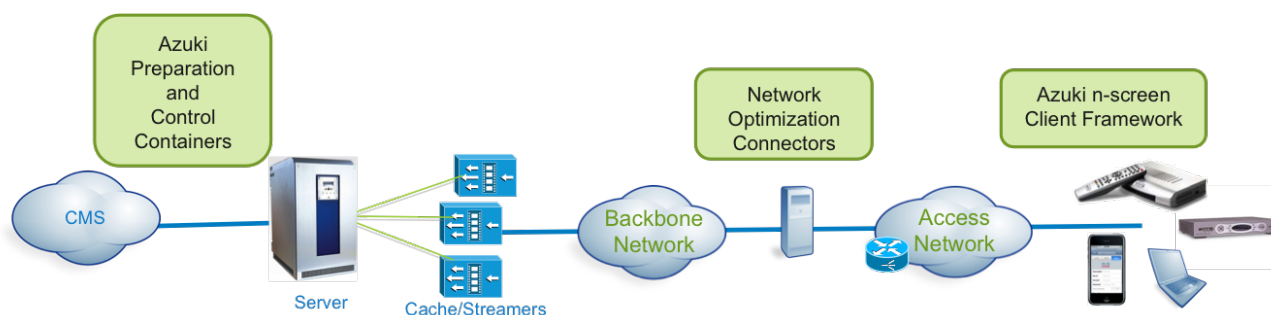 Azuki
Preparation
and
Control
Containers
Network
Optimization
Connectors
Azuki n-screen
Client Framework
CMS
Server
Cache/Streamers
Backbone
Network
Access
Network